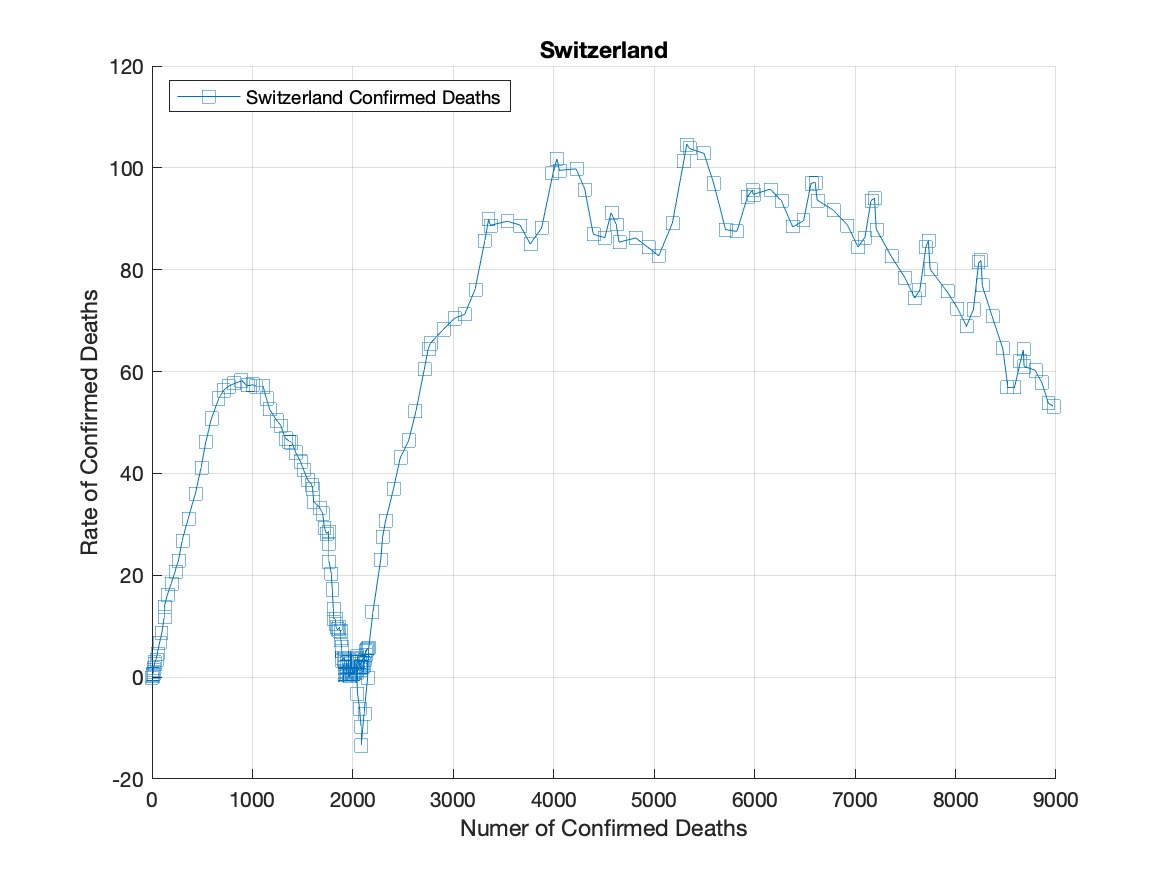 Switzerland
Switzerland Confirmed Deaths
120
100
80
60
40
20
0
-20
Rate of Confirmed Deaths
0 1000 2000 3000 4000 5000 6000 7000 8000 9000
Numer of Confirmed Deaths